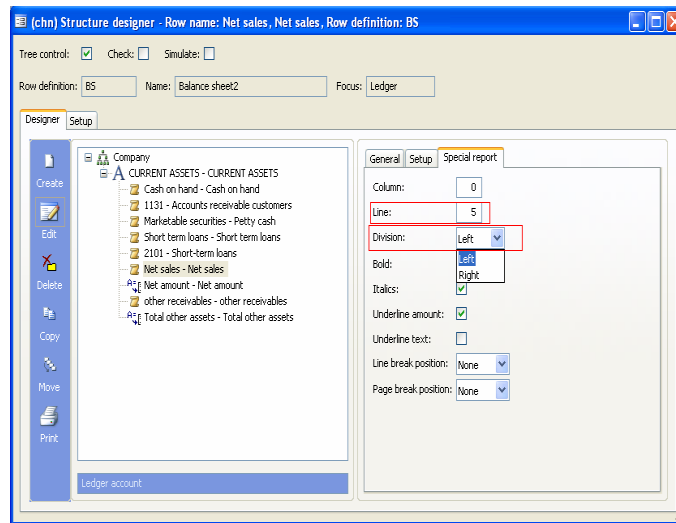 (chn) Structure designer - Row name: Net sales, Net sales, Row definition: BS
Tree control: Check: Simulate:
Row definition: BS Name: Balance sheet2 Focus: Ledger
Designer Setup
Create
Edit
Delete
Copy
Move
Print
Company
A CURRENT ASSETS - CURRENT ASSETS
Cash on hand - Cash on hand
1131 - Accounts receivable customers
Marketable securities - Petty cash
Short term loans - Short term loans
2101 - Short-term loans
Net sales - Net sales
Net amount - Net amount
other receivables - other receivables
Total other assets - Total other assets
Ledger account
General Setup Special report
Column: 0
Line: 5
Division: Left
Left
Right
Bold:
Italics:
Underline amount:
Underline text:
Line break position: None
Page break position: None